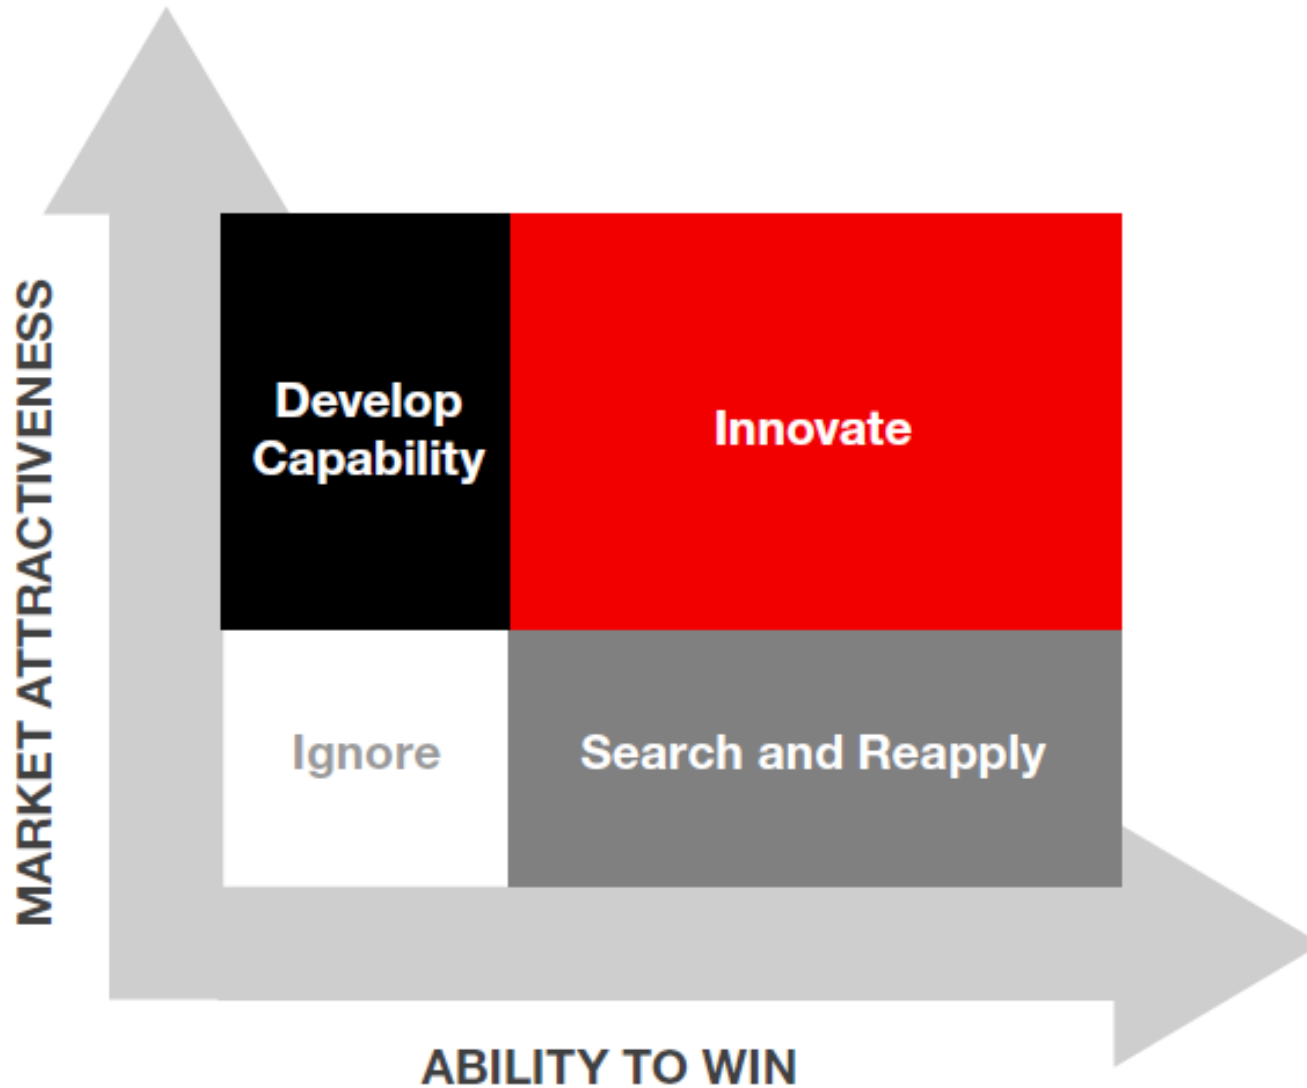 MARKET ATTRACTIVENESS
Develop
Capability
Innovate
Ignore
Search and Reapply
ABILITY TO WIN